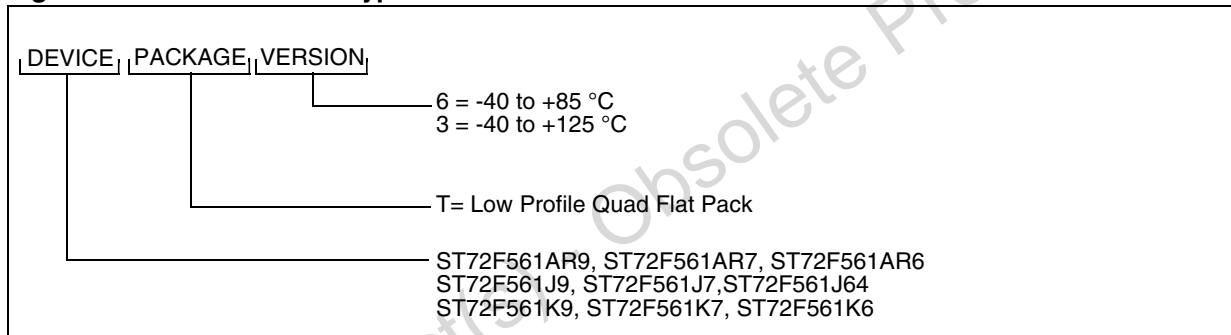 DEVICE PACKAGE VERSION
6 = -40 to +85 °C
3 = -40 to +125 °C
T= Low Profile Quad Flat Pack
ST72F561AR9, ST72F561AR7, ST72F561AR6
ST72F561J9, ST72F561J7,ST72F561J64
ST72F561K9, ST72F561K7, ST72F561K6
Obsolete